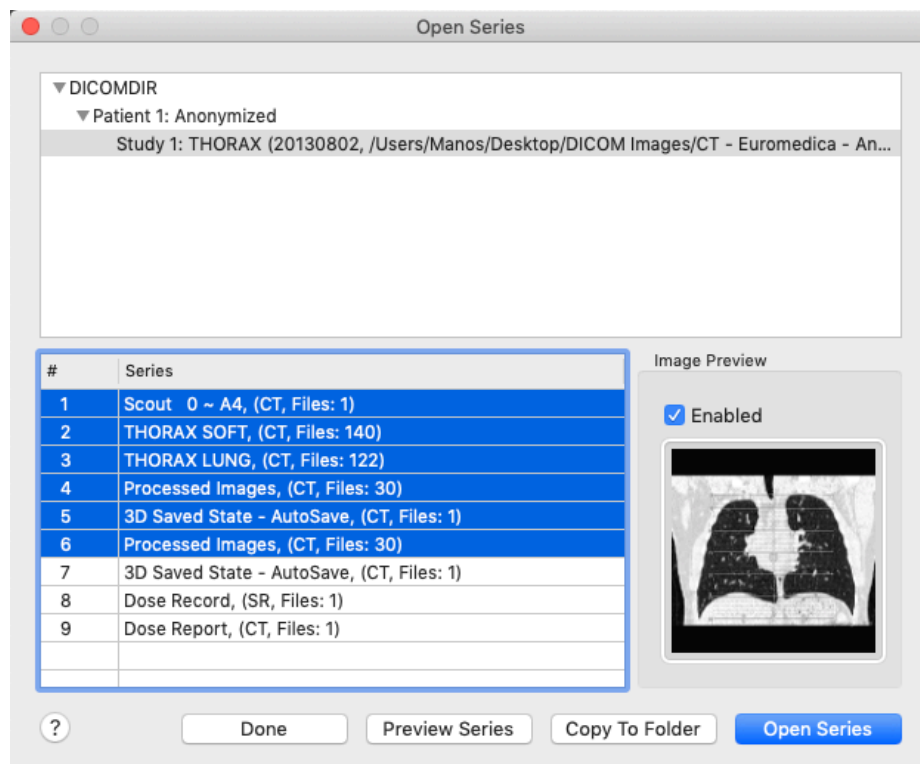 Open Series
DICOMDIR
Patient 1: Anonymized
Study 1: THORAX (20130802, /Users/Manos/Desktop/DICOM Images/CT - Euromedica - An...
# Series
1 Scout 0 ~ A4, (CT, Files: 1)
2 THORAX SOFT, (CT, Files: 140)
3 THORAX LUNG, (CT, Files: 122)
4 Processed Images, (CT, Files: 30)
5 3D Saved State - AutoSave, (CT, Files: 1)
6 Processed Images, (CT, Files: 30)
7 3D Saved State - AutoSave, (CT, Files: 1)
8 Dose Record, (SR, Files: 1)
9 Dose Report, (CT, Files: 1)
Image Preview
Enabled
? Done Preview Series Copy To Folder Open Series